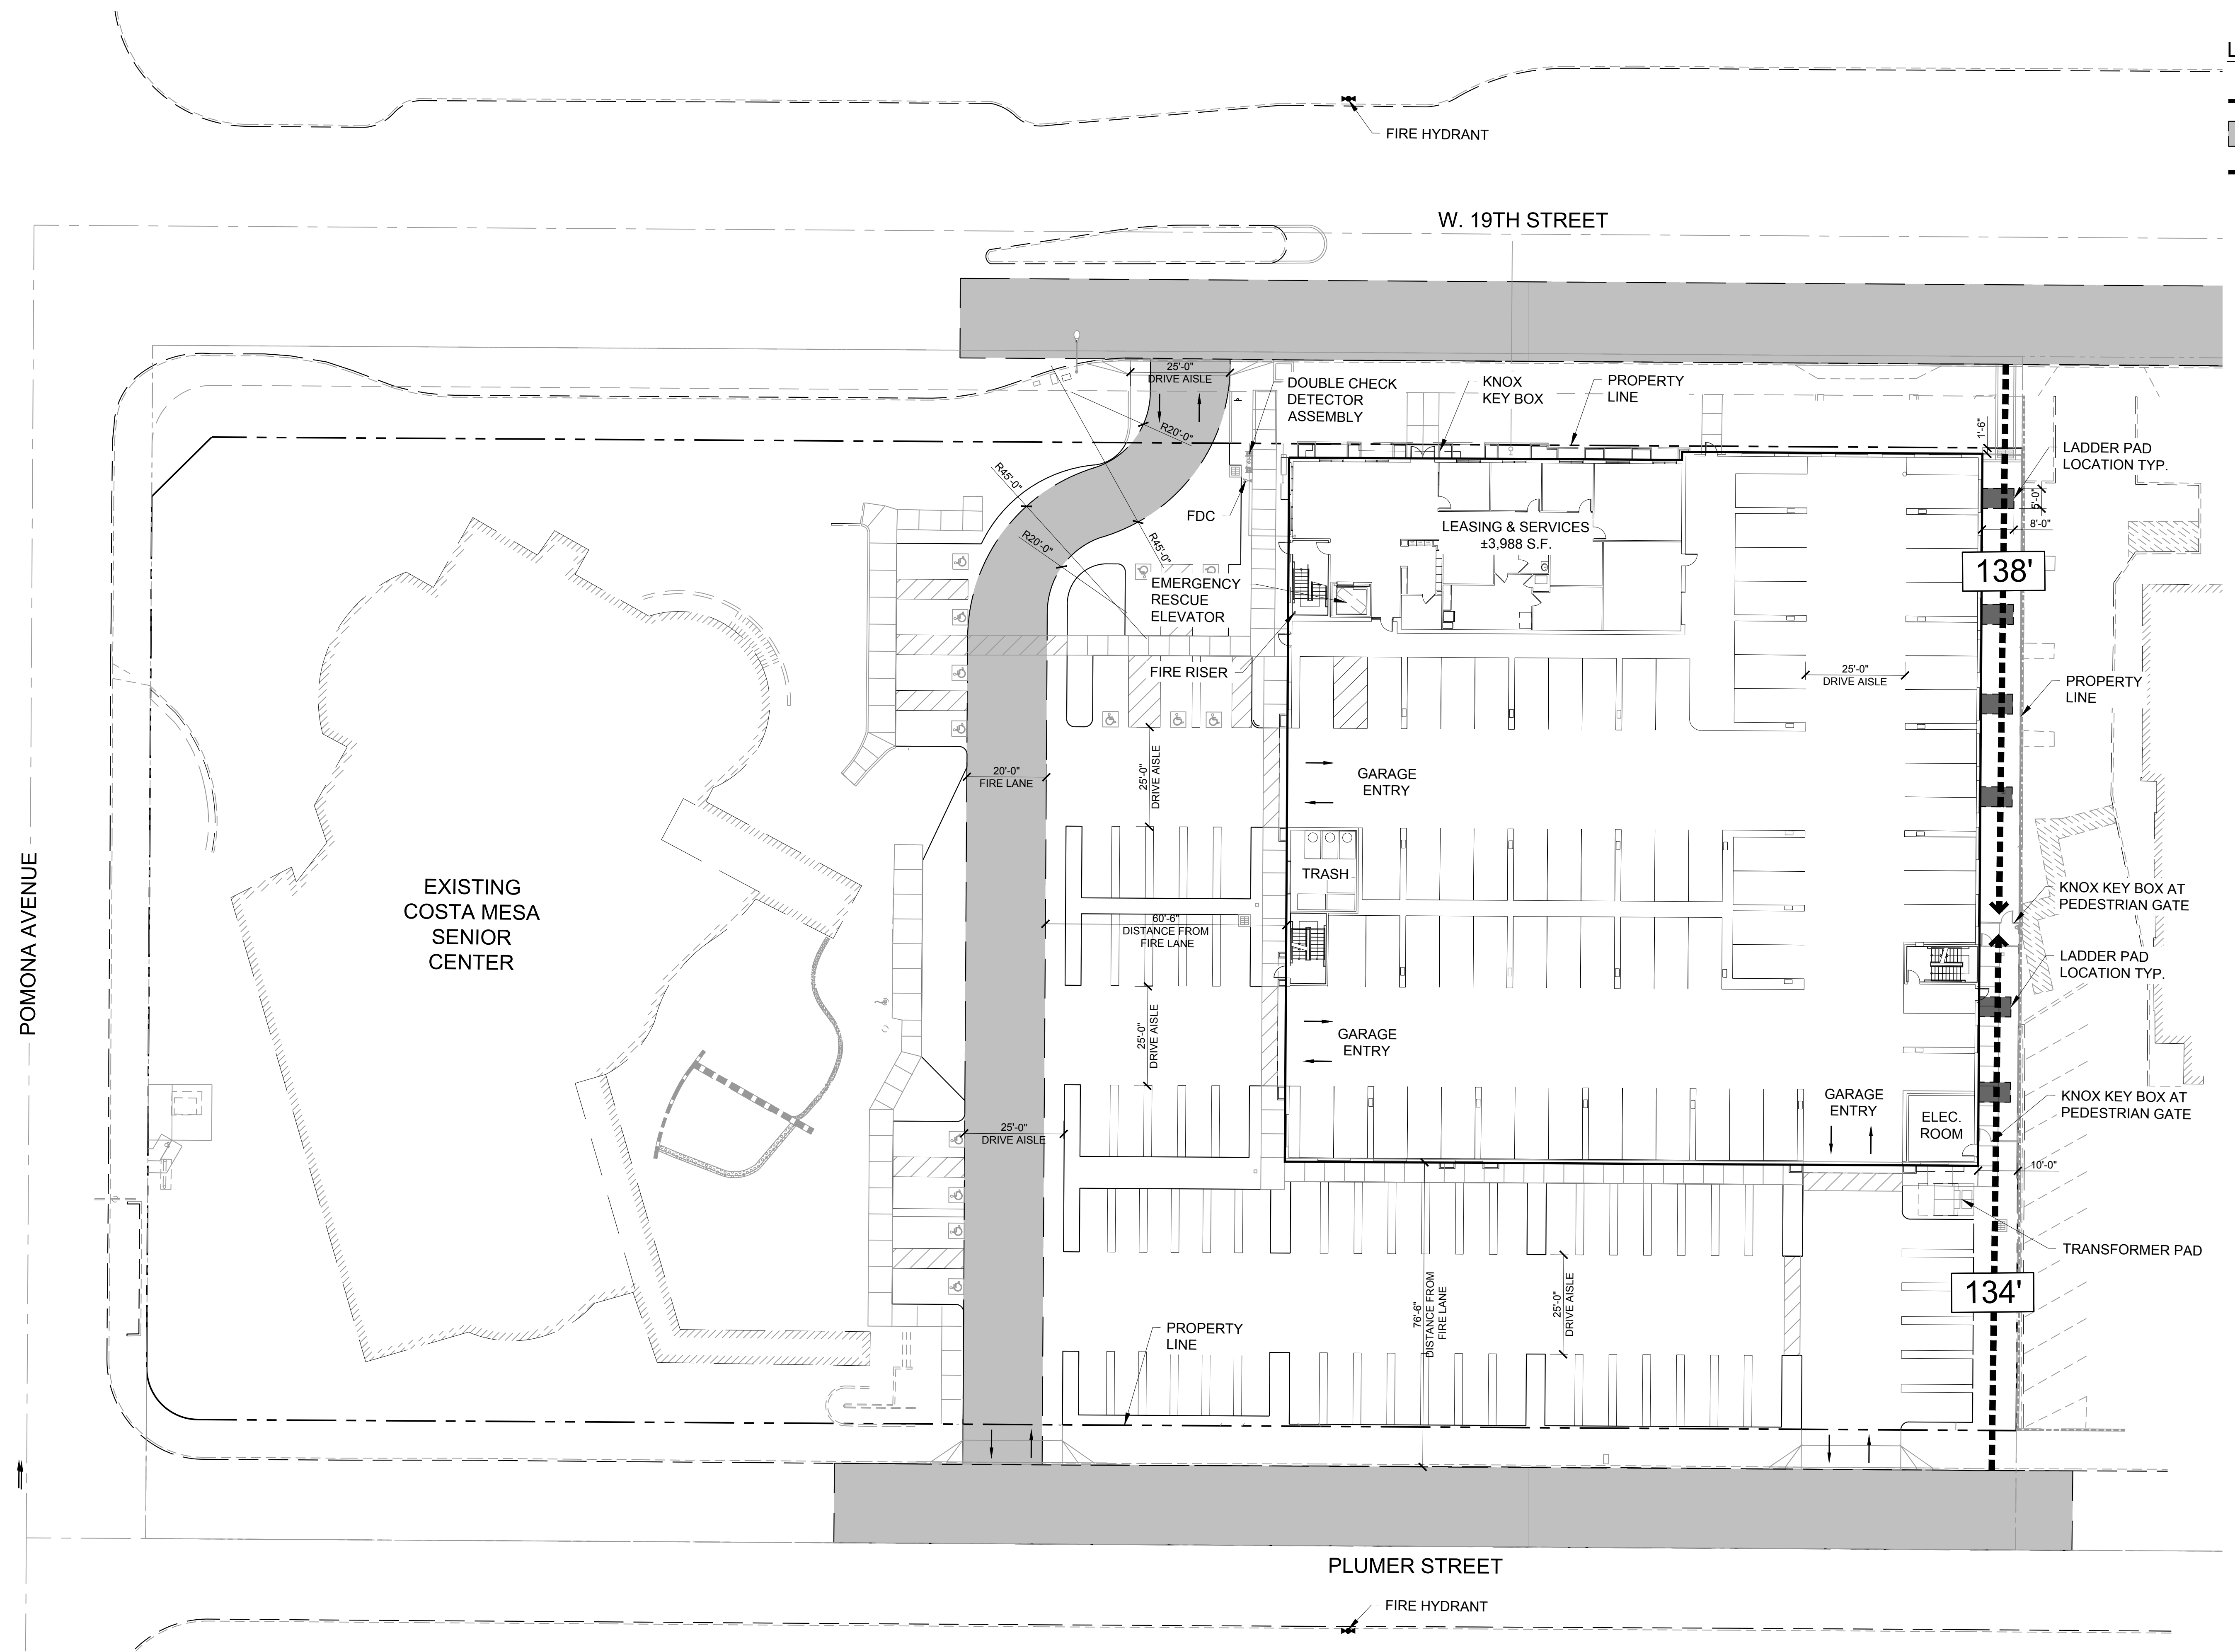 L
FIRE HYDRANT
W. 19TH STREET
25'-0"
DRIVE AISLE
DOUBLE CHECK
DETECTOR
ASSEMBLY
KNOX
KEY BOX
PROPERTY
LINE
R20'-0"
1'-6"
LADDER PAD
LOCATION TYP.
R45'-0"
5'-0"
8'-0"
FDC
LEASING & SERVICES
±3,988 S.F.
R20'-0"
R45'-0"
138'
EMERGENCY
RESCUE
ELEVATOR
FIRE RISER
25'-0"
DRIVE AISLE
PROPERTY
LINE
20'-0"
FIRE LANE
25'-0"
DRIVE AISLE
GARAGE
ENTRY
TRASH
POMONA AVENUE
EXISTING
COSTA MESA
SENIOR
CENTER
60'-6"
DISTANCE FROM
FIRE LANE
KNOX KEY BOX AT
PEDESTRIAN GATE
LADDER PAD
LOCATION TYP.
25'-0"
DRIVE AISLE
GARAGE
ENTRY
GARAGE
ENTRY
ELEC.
ROOM
KNOX KEY BOX AT
PEDESTRIAN GATE
25'-0"
DRIVE AISLE
10'-0"
TRANSFORMER PAD
134'
76'-6"
DISTANCE FROM
FIRE LANE
25'-0"
DRIVE AISLE
PROPERTY
LINE
PLUMER STREET
FIRE HYDRANT